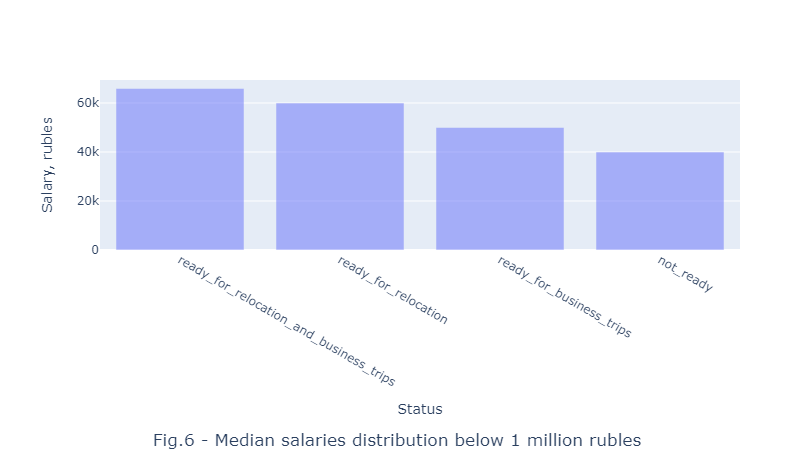 Salary, rubles
60k
40k
20k
0
ready_for_relocation_and_business_trips
ready_for_relocation
ready_for_business_trips
not_ready
Status
Fig.6 - Median salaries distribution below 1 million rubles